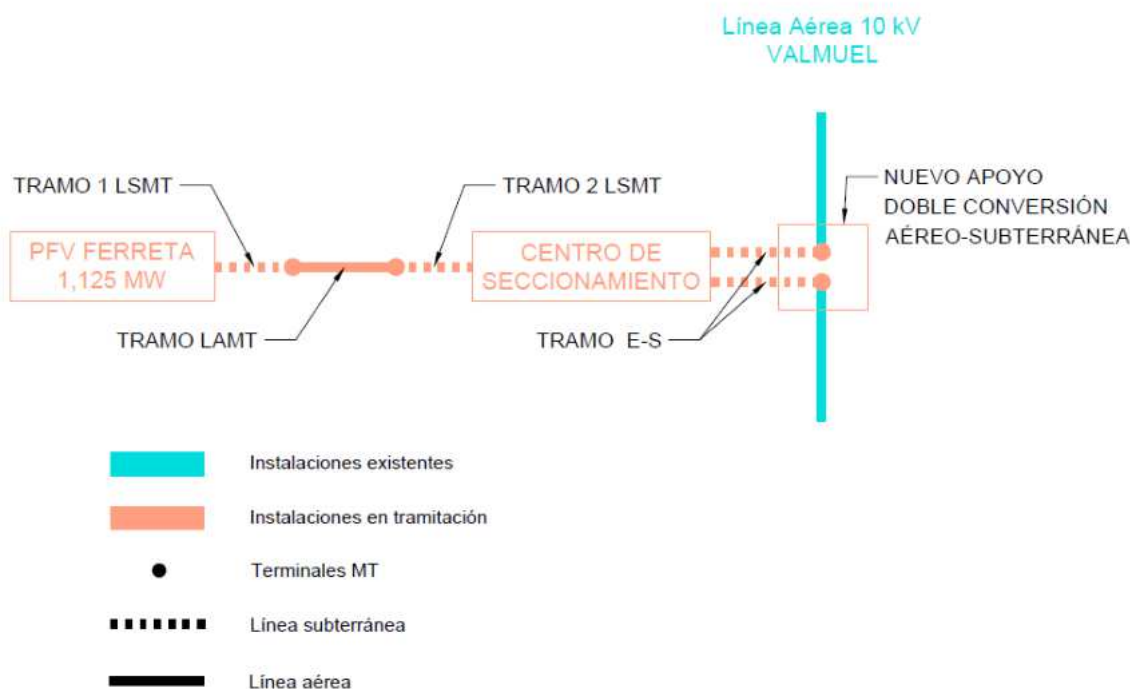 Línea Aérea 10 kV
VALMUEL
TRAMO 1 LSMT
TRAMO 2 LSMT
NUEVO APOYO
DOBLE CONVERSIÓN
AÉREO-SUBTERRÁNEA
PFV FERRETA
1,125 MW
CENTRO DE
SECCIONAMIENTO
TRAMO LAMT
TRAMO E-S
Instalaciones existentes
Instalaciones en tramitación
Terminales MT
Línea subterránea
Línea aérea